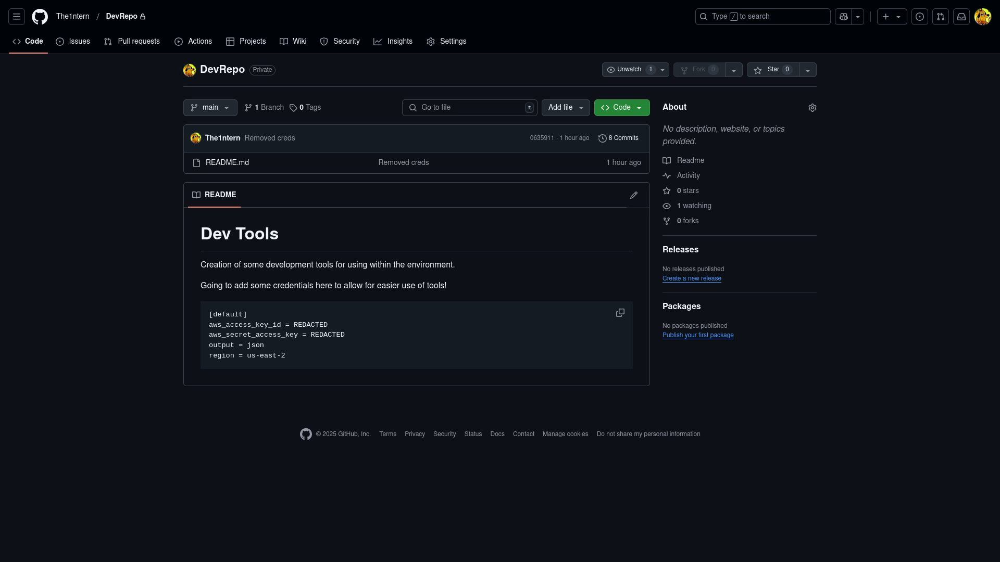 The1ntern / DevRepo
Type / to search
Code Issues Pull requests Actions Projects Wiki Security Insights Settings
DevRepo Private
Unwatch 1 Fork 0 Star 0
main 1 Branch 0 Tags
Go to file t Add file Code
The1ntern Removed creds 0635911 · 1 hour ago 8 Commits
README.md Removed creds 1 hour ago
README
Dev Tools
Creation of some development tools for using within the environment.
Going to add some credentials here to allow for easier use of tools!
[default]
aws_access_key_id = REDACTED
aws_secret_access_key = REDACTED
output = json
region = us-east-2
About
No description, website, or topics
provided.
Readme
Activity
0 stars
1 watching
0 forks
Releases
No releases published
Create a new release
Packages
No packages published
Publish your first package
© 2025 GitHub, Inc. Terms Privacy Security Status Docs Contact Manage cookies Do not share my personal information